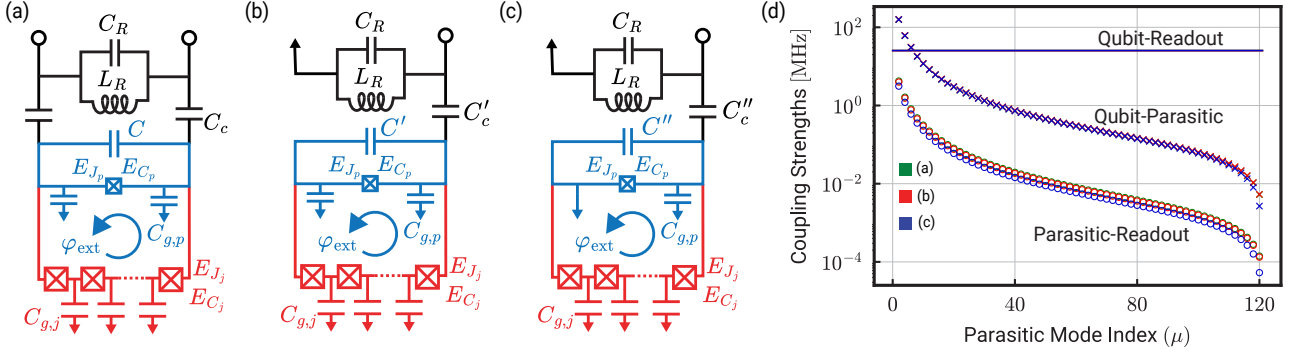 (a)
C_R
L_R
C_c
C
E_{J_p} E_{C_p}
C_{g,p}
φ_ext
E_{J_j}
E_{C_j}
C_{g,j}
(b)
C_R
L_R
C'_c
C'
E_{J_p} E_{C_p}
C_{g,p}
φ_ext
E_{J_j}
E_{C_j}
C_{g,j}
(c)
C_R
L_R
C''_c
C''
E_{J_p} E_{C_p}
C_{g,p}
φ_ext
E_{J_j}
E_{C_j}
C_{g,j}
(d)
Coupling Strengths [MHz]
10^2
10^0
10^{−2}
10^{−4}
Qubit-Readout
Qubit-Parasitic
(a)
(b)
(c)
Parasitic-Readout
0 40 80 120
Parasitic Mode Index (μ)